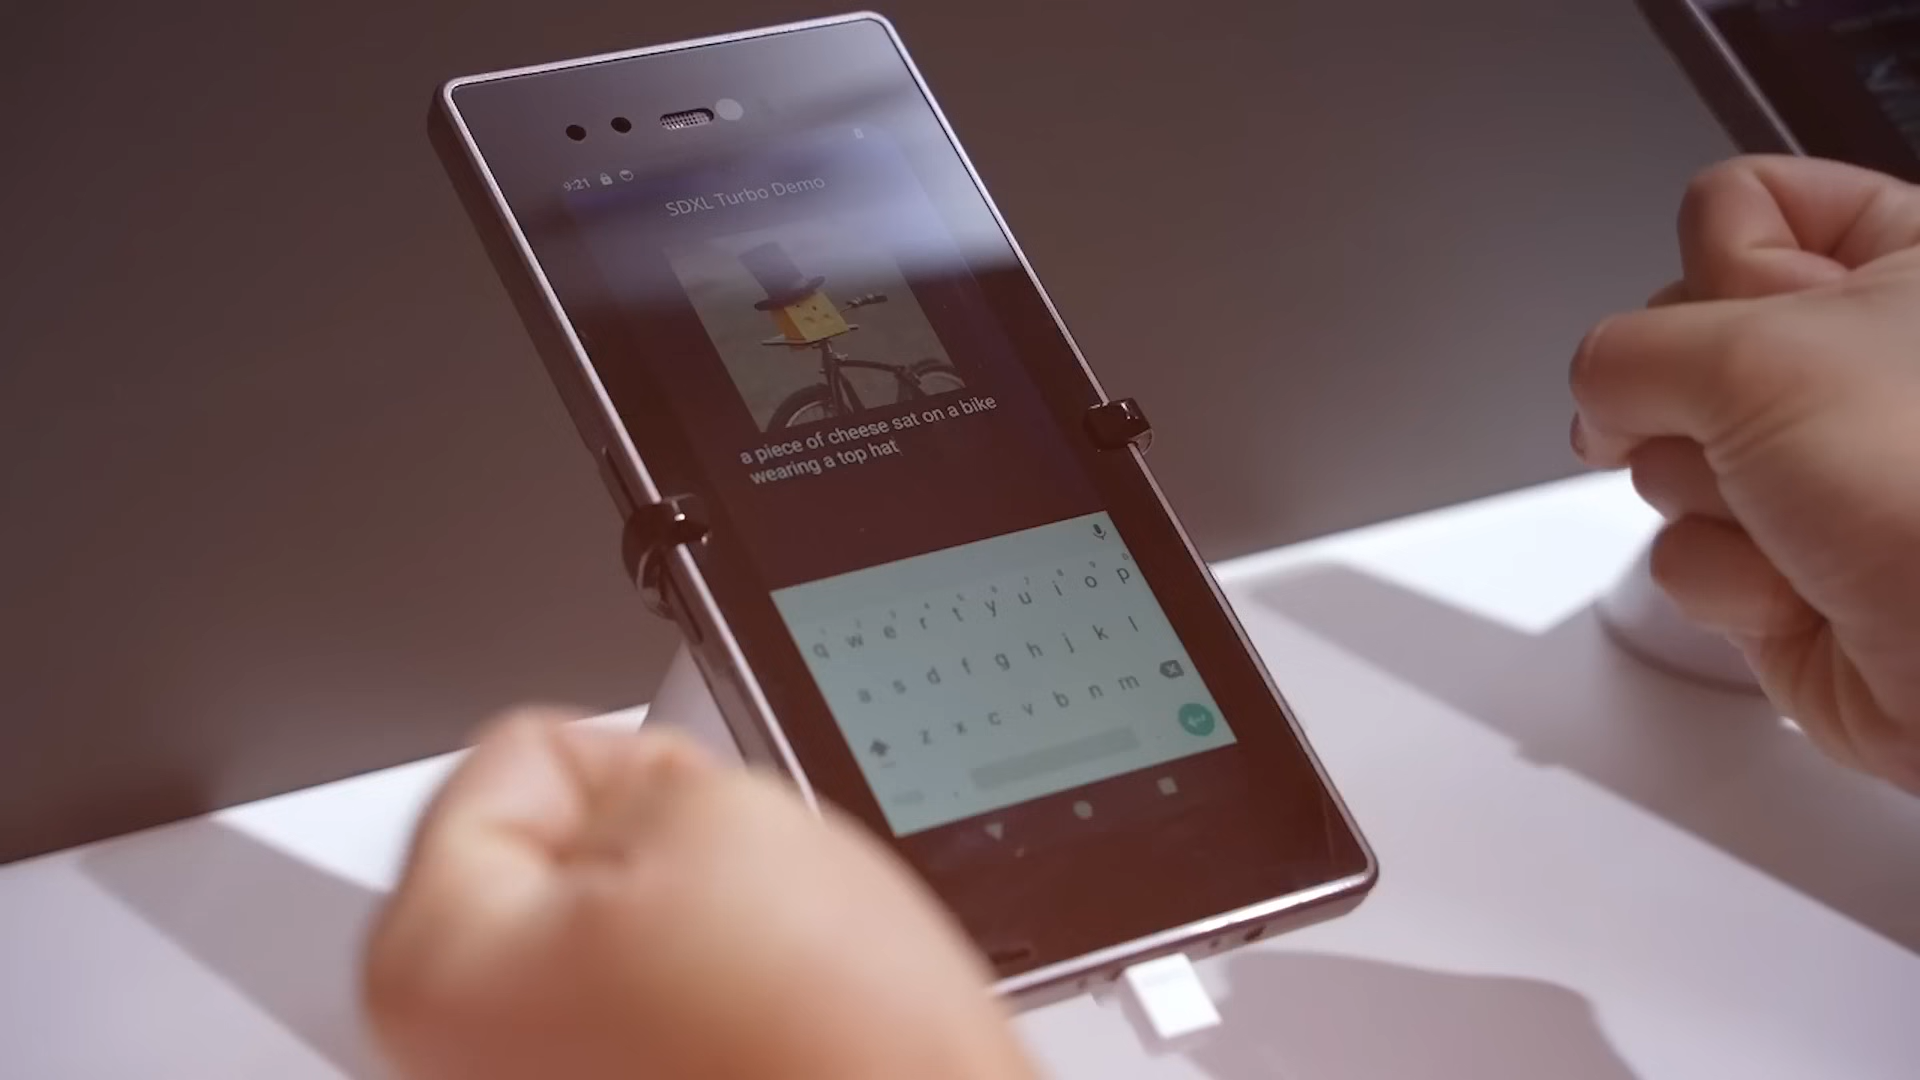 9:21
SDXL Turbo Demo
a piece of cheese sat on a bike
wearing a top hat
q w e r t y u i o p
a s d f g h j k l
z x c v b n m